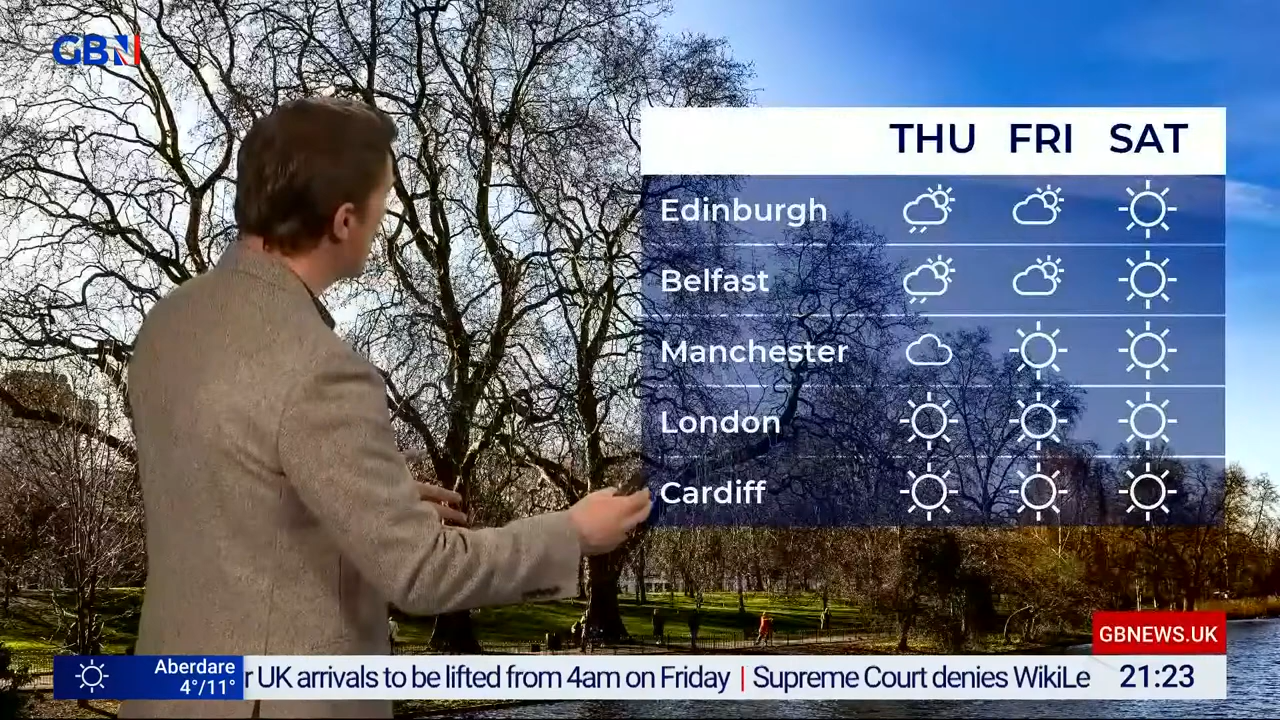 GBN
THU FRI SAT
Edinburgh
Belfast
Manchester
London
Cardiff
GBNEWS.UK
Aberdare
4°/11°
r UK arrivals to be lifted from 4am on Friday | Supreme Court denies WikiLe
21:23